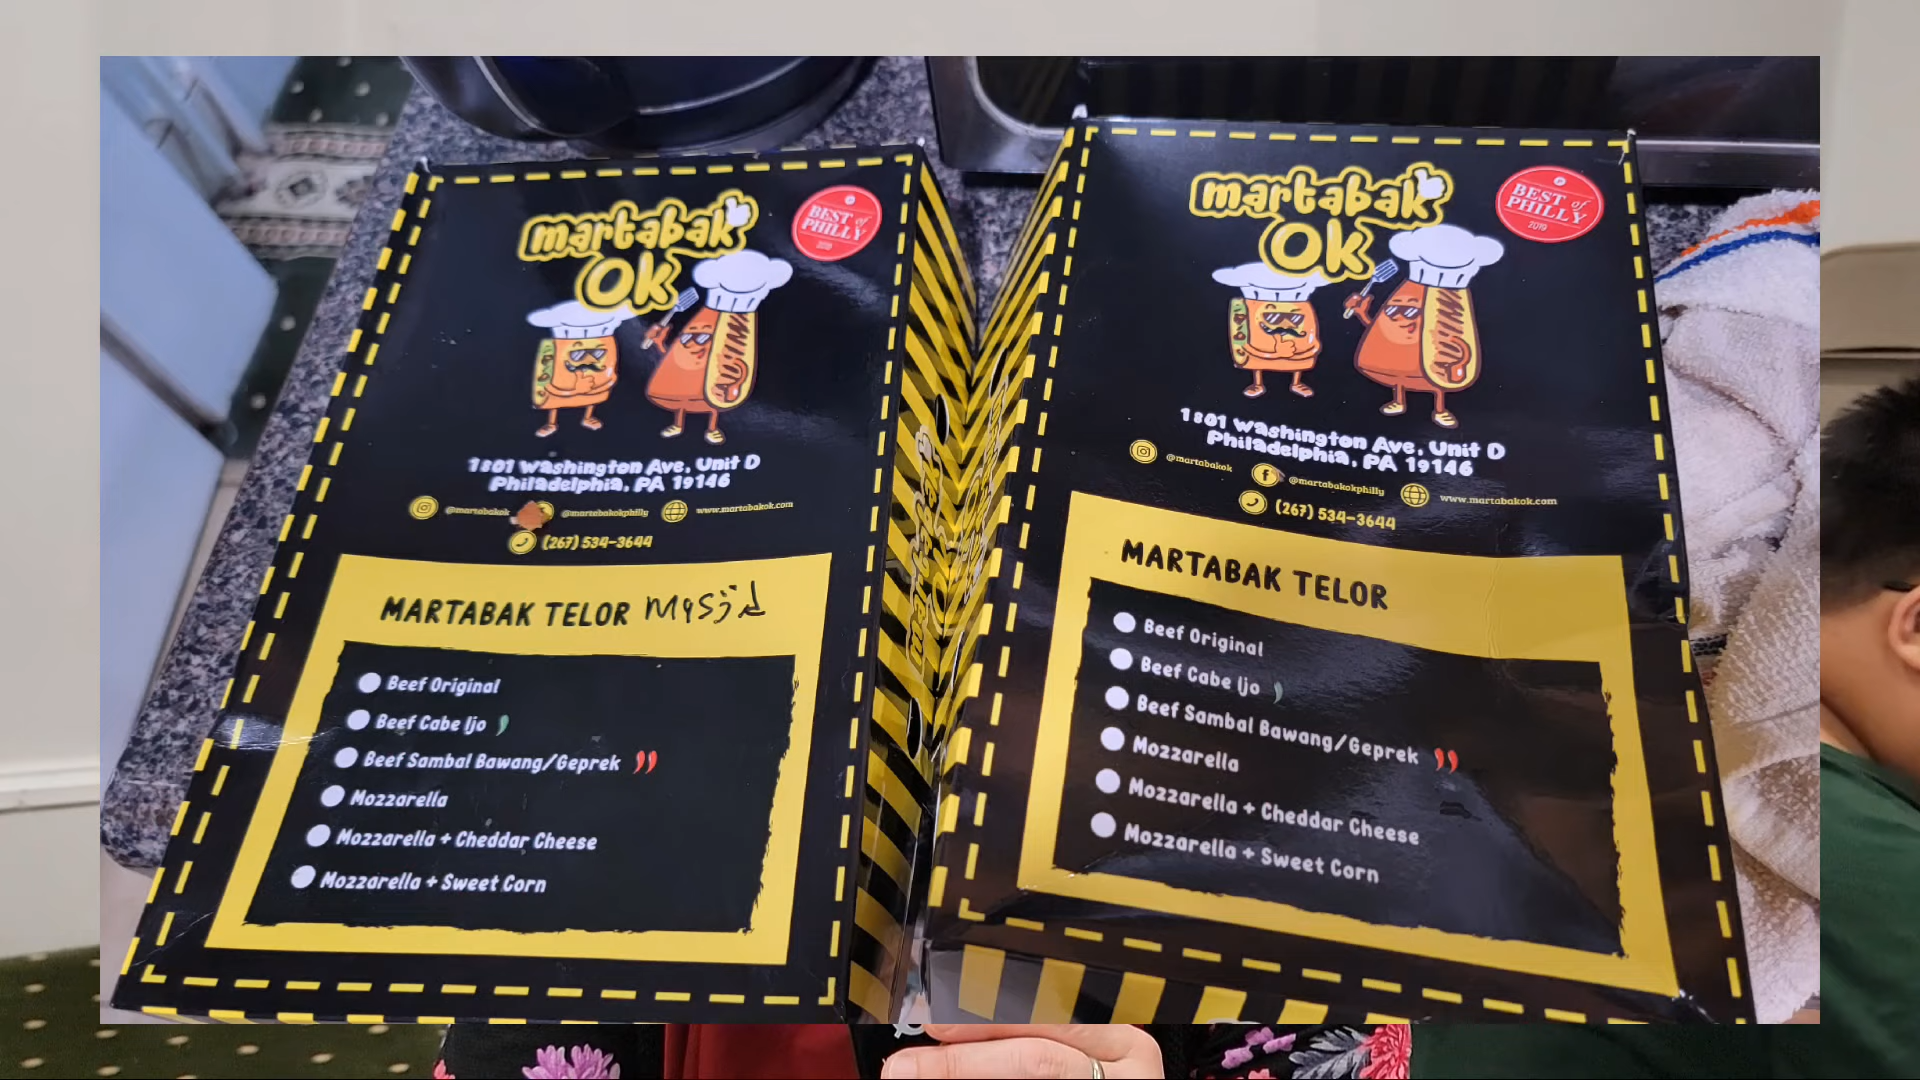 martabak
Ok
BEST of
PHILLY
2019
1801 Washington Ave, Unit D
Philadelphia, PA 19146
@martabakok @martabakokphilly www.martabakok.com
(267) 534-3644
MARTABAK TELOR Masjid
Beef Original
Beef Cabe Ijo
Beef Sambal Bawang/Geprek
Mozzarella
Mozzarella + Cheddar Cheese
Mozzarella + Sweet Corn
martabak
Ok
BEST of
PHILLY
2019
1801 Washington Ave, Unit D
Philadelphia, PA 19146
@martabakok @martabakokphilly www.martabakok.com
(267) 534-3644
MARTABAK TELOR
Beef Original
Beef Cabe Ijo
Beef Sambal Bawang/Geprek
Mozzarella
Mozzarella + Cheddar Cheese
Mozzarella + Sweet Corn